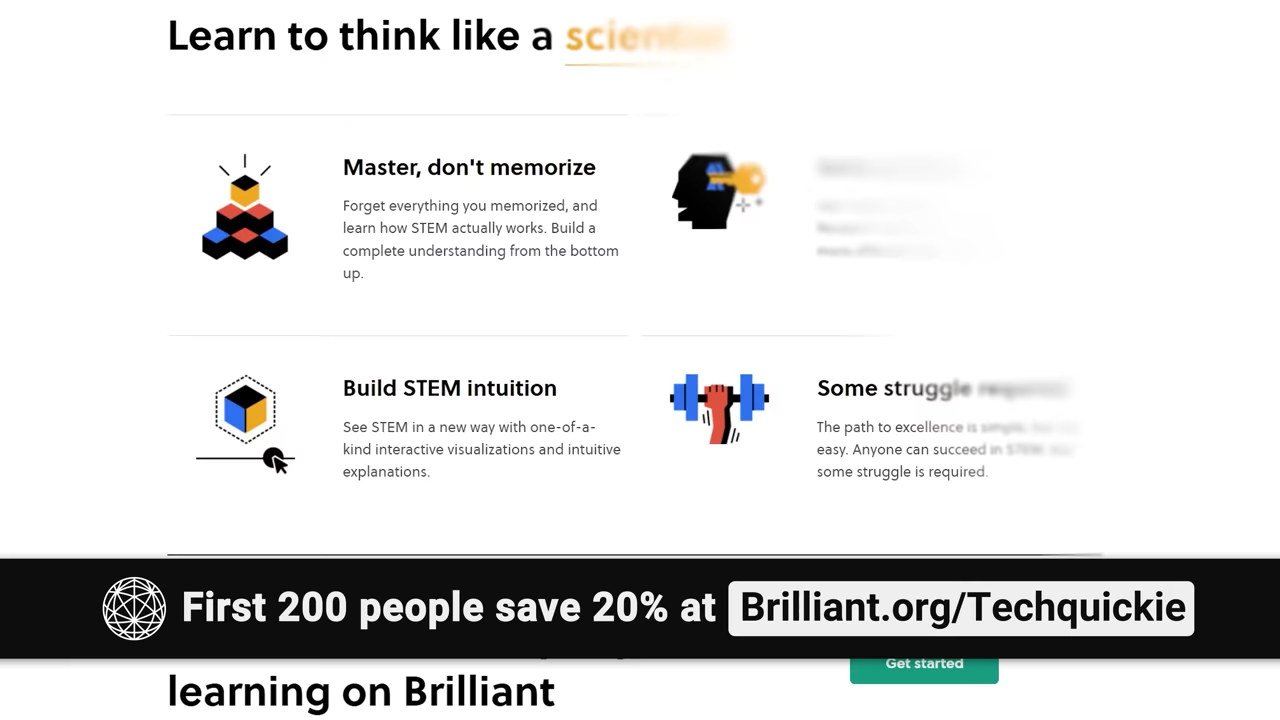 Learn to think like a
Master, don't memorize
Forget everything you memorized, and
learn how STEM actually works. Build a
complete understanding from the bottom
up.
Build STEM intuition
See STEM in a new way with one-of-a-
kind interactive visualizations and intuitive
explanations.
Some struggle
The path to excellence is
easy. Anyone can succeed in
some struggle is required.
First 200 people save 20% at Brilliant.org/Techquickie
Get started
learning on Brilliant